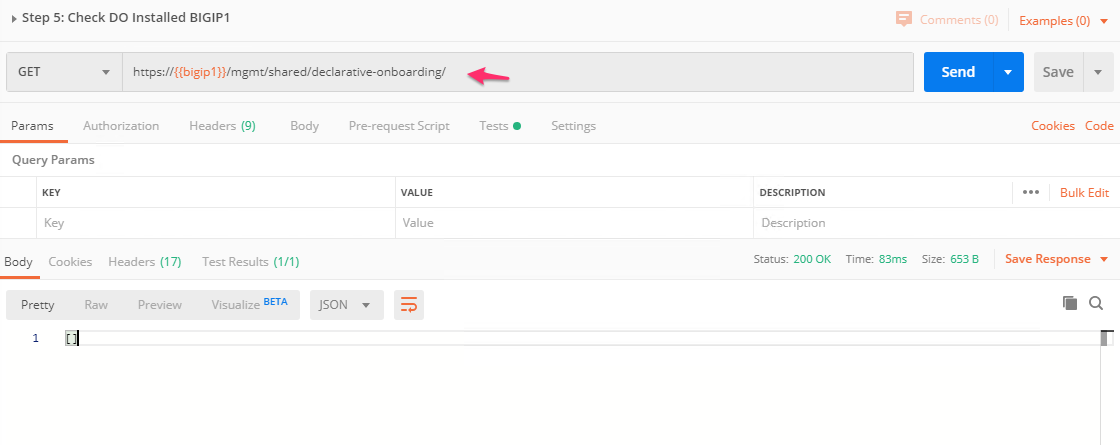 Step 5: Check DO Installed BIGIP1 Comments (0) Examples (0)
GET https://{{bigip1}}/mgmt/shared/declarative-onboarding/ Send Save
Params Authorization Headers (9) Body Pre-request Script Tests Settings Cookies Code
Query Params
KEY VALUE DESCRIPTION ••• Bulk Edit
Key Value Description
Body Cookies Headers (17) Test Results (1/1) Status: 200 OK Time: 83ms Size: 653 B Save Response
Pretty Raw Preview Visualize BETA JSON
1 []